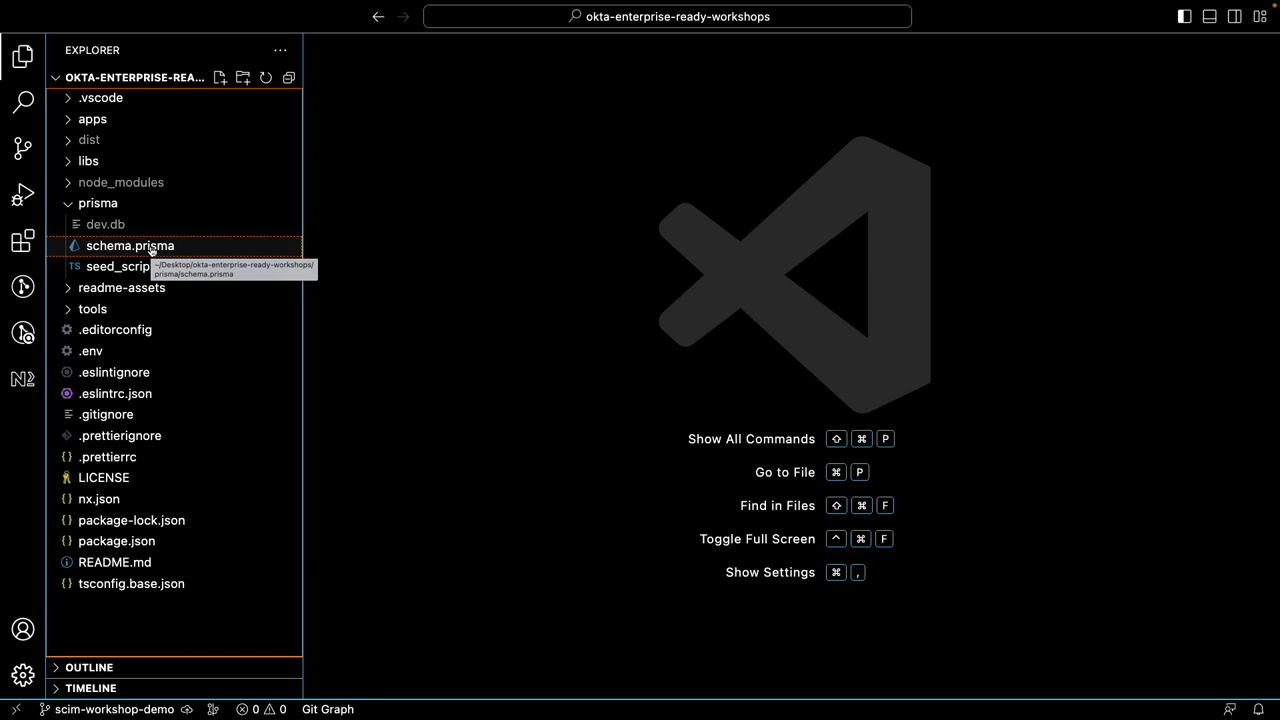 okta-enterprise-ready-workshops
EXPLORER
OKTA-ENTERPRISE-REA...
.vscode
apps
dist
libs
node_modules
prisma
dev.db
schema.prisma
TS seed_scrip
~/Desktop/okta-enterprise-ready-workshops/
prisma/schema.prisma
readme-assets
tools
.editorconfig
.env
.eslintignore
.eslintrc.json
.gitignore
.prettierignore
.prettierrc
LICENSE
nx.json
package-lock.json
package.json
README.md
tsconfig.base.json
OUTLINE
TIMELINE
Show All Commands ⇧ ⌘ P
Go to File ⌘ P
Find in Files ⇧ ⌘ F
Toggle Full Screen ^ ⌘ F
Show Settings ⌘ ,
scim-workshop-demo 0 0 Git Graph